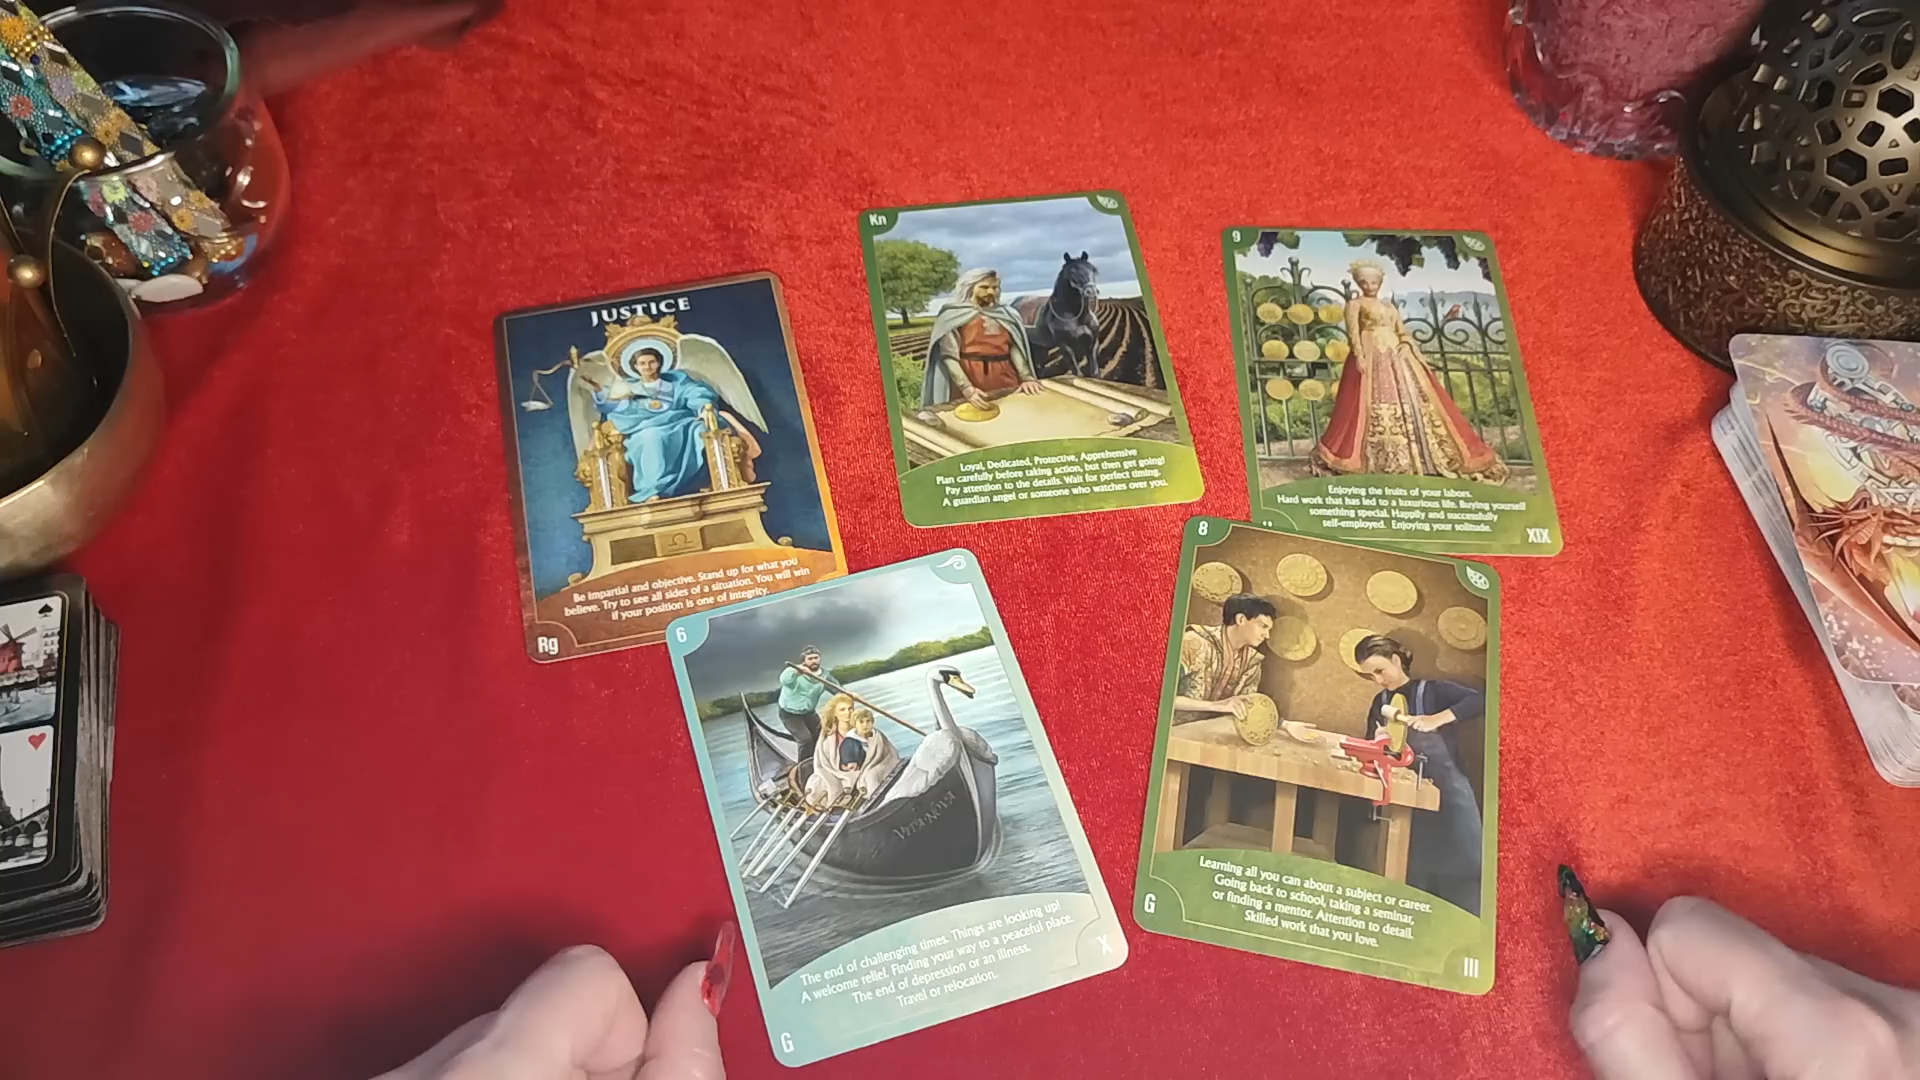 JUSTICE
Be impartial and objective. Stand up for what you
believe. Try to see all sides of a situation. You will win
if your position is one of integrity.
Rg
Kn
Loyal, Dedicated, Protective, Apprehensive
Plan carefully before taking action, but then get going!
Pay attention to the details. Wait for perfect timing.
A guardian angel or someone who watches over you.
9
Enjoying the fruits of your labors.
Hard work that has led to a luxurious life. Buying yourself
something special. Happily and successfully
self-employed. Enjoying your solitude.
XIX
6
VITA NOVA
The end of challenging times. Things are looking up!
A welcome relief. Finding your way to a peaceful place.
The end of depression or an illness.
Travel or relocation.
G
X
8
Learning all you can about a subject or career.
Going back to school, taking a seminar,
or finding a mentor. Attention to detail.
Skilled work that you love.
G
III